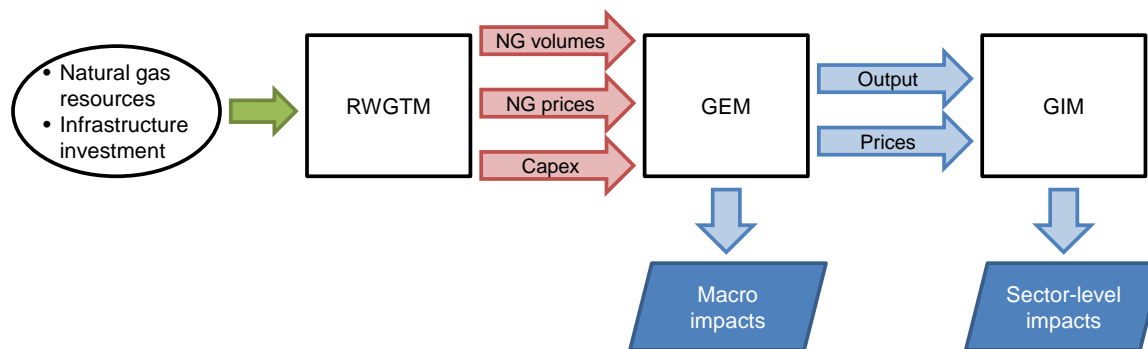 • Natural gas
resources
• Infrastructure
investment
RWGTM
NG volumes
NG prices
Capex
GEM
Output
Prices
GIM
Macro
impacts
Sector-level
impacts